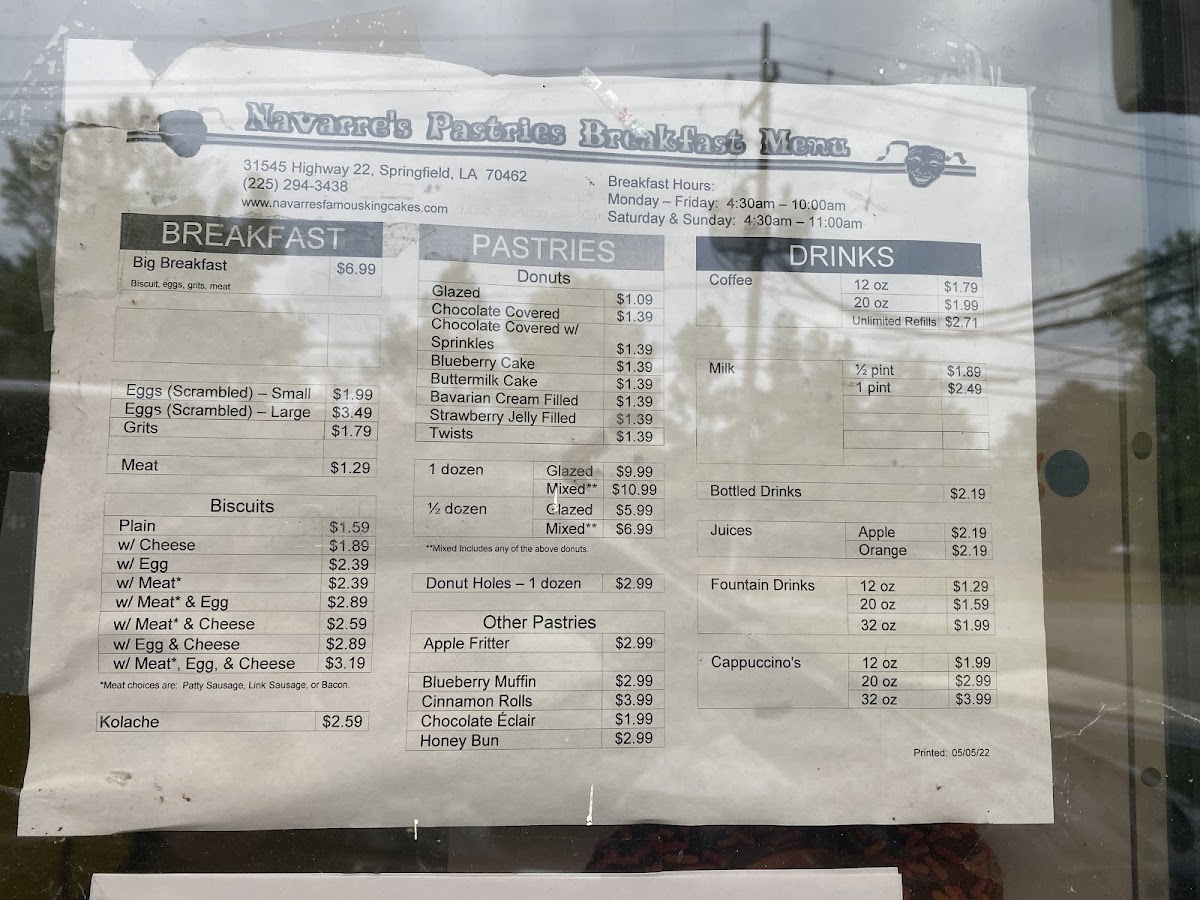 Navarre's Pastries Breakfast Menu
31545 Highway 22, Springfield, LA 70462
(225) 294-3438
www.navarresfamouskingcakes.com
Breakfast Hours:
Monday – Friday: 4:30am – 10:00am
Saturday & Sunday: 4:30am – 11:00am
BREAKFAST
Big Breakfast $6.99
Biscuit, eggs, grits, meat
Eggs (Scrambled) – Small $1.99
Eggs (Scrambled) – Large $3.49
Grits $1.79
Meat $1.29
Biscuits
Plain $1.59
w/ Cheese $1.89
w/ Egg $2.39
w/ Meat* $2.39
w/ Meat* & Egg $2.89
w/ Meat* & Cheese $2.59
w/ Egg & Cheese $2.89
w/ Meat*, Egg, & Cheese $3.19
*Meat choices are: Patty Sausage, Link Sausage, or Bacon.
Kolache $2.59
PASTRIES
Donuts
Glazed $1.09
Chocolate Covered $1.39
Chocolate Covered w/
Sprinkles $1.39
Blueberry Cake $1.39
Buttermilk Cake $1.39
Bavarian Cream Filled $1.39
Strawberry Jelly Filled $1.39
Twists $1.39
1 dozen Glazed $9.99
Mixed** $10.99
½ dozen Glazed $5.99
Mixed** $6.99
**Mixed Includes any of the above donuts.
Donut Holes – 1 dozen $2.99
Other Pastries
Apple Fritter $2.99
Blueberry Muffin $2.99
Cinnamon Rolls $3.99
Chocolate Éclair $1.99
Honey Bun $2.99
DRINKS
Coffee 12 oz $1.79
20 oz $1.99
Unlimited Refills $2.71
Milk ½ pint $1.89
1 pint $2.49
Bottled Drinks $2.19
Juices Apple $2.19
Orange $2.19
Fountain Drinks 12 oz $1.29
20 oz $1.59
32 oz $1.99
Cappuccino's 12 oz $1.99
20 oz $2.99
32 oz $3.99
Printed: 05/05/22